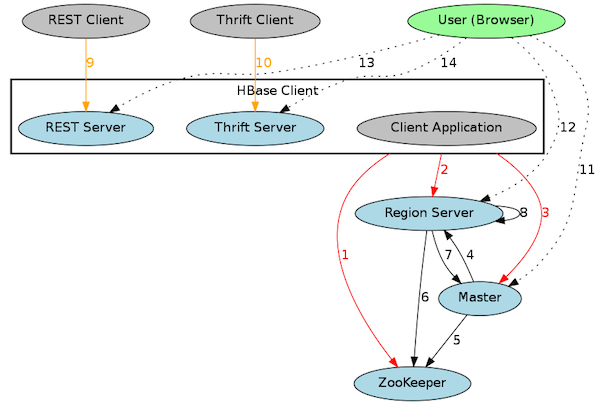 REST Client
Thrift Client
User (Browser)
9
10
13
14
HBase Client
REST Server
Thrift Server
Client Application
12
2
11
Region Server
8
3
1
7
4
6
Master
5
ZooKeeper